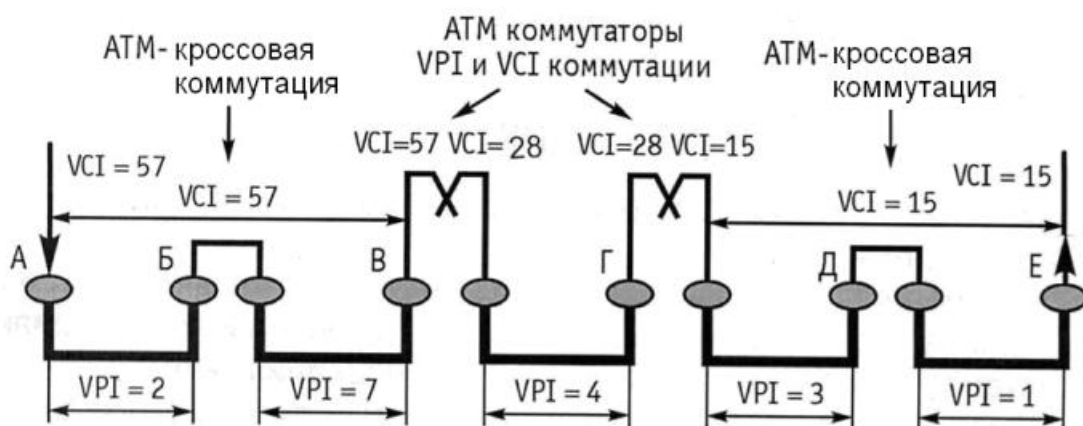 АТМ коммутаторы
VPI и VCI коммутации
АТМ- кроссовая
коммутация
АТМ- кроссовая
коммутация
VCI=57 VCI= 28
VCI=28 VCI=15
VCI = 57
VCI = 57
VCI = 15
VCI = 15
А
Б
В
Г
Д
Е
VPI = 2
VPI = 7
VPI = 4
VPI = 3
VPI = 1